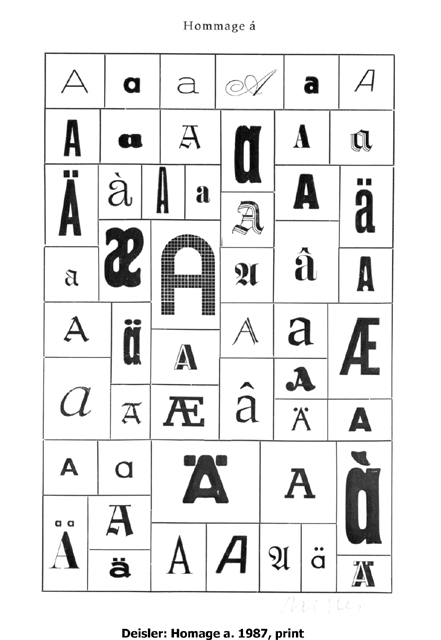 Hommage á
A a a A a A
A a A a A a
Ä à A a A ä
A
a æ A A â A
A ä A a Æ
A a
a A Æ â Ä A
A a Ä A à
Ä A
ä A A A ä Ä
Deisler: Homage a. 1987, print